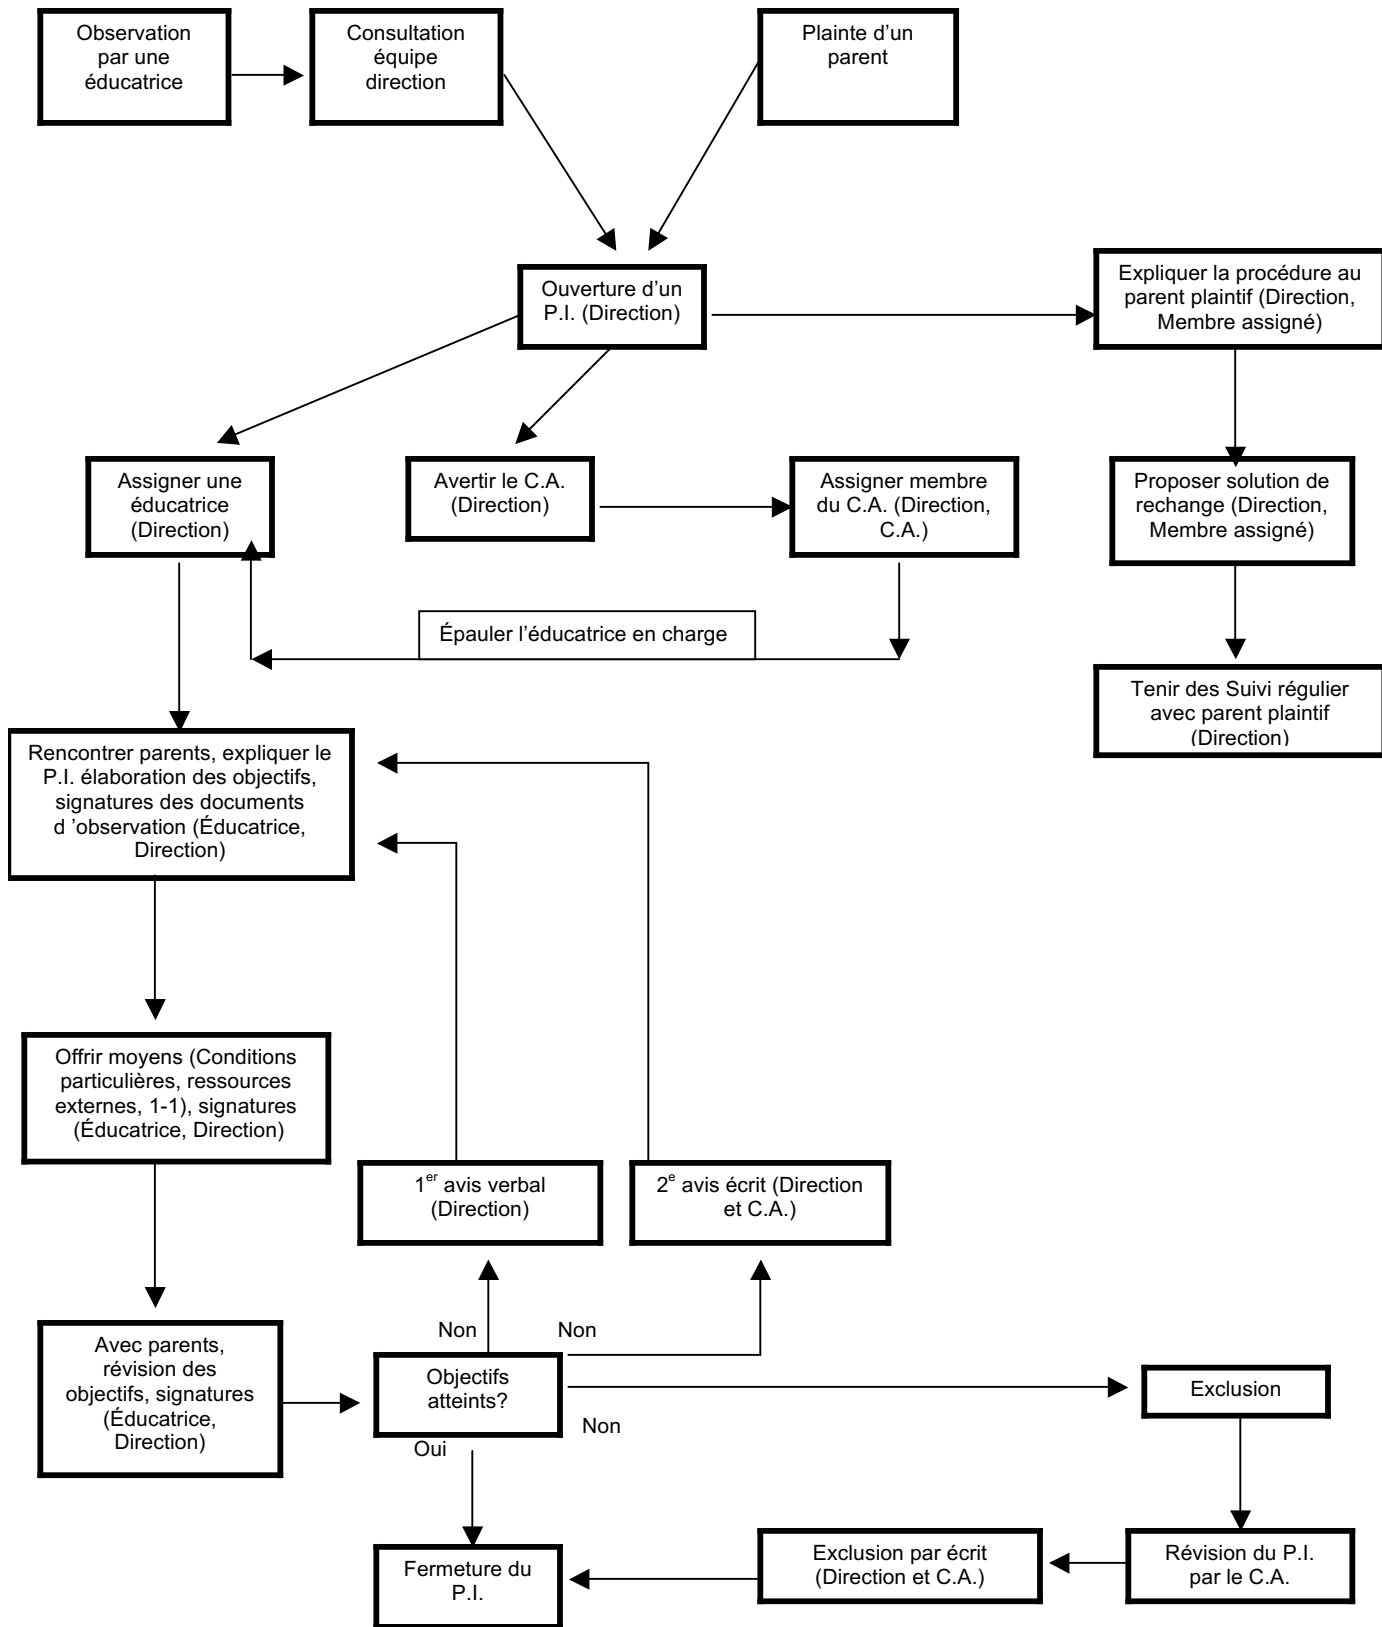 Observation
par une
éducatrice
Consultation
équipe
direction
Plainte d’un
parent
Ouverture d’un
P.I. (Direction)
Expliquer la procédure au
parent plaintif (Direction,
Membre assigné)
Assigner une
éducatrice
(Direction)
Avertir le C.A.
(Direction)
Assigner membre
du C.A. (Direction,
C.A.)
Proposer solution de
rechange (Direction,
Membre assigné)
Épauler l’éducatrice en charge
Tenir des Suivi régulier
avec parent plaintif
(Direction)
Rencontrer parents, expliquer le
P.I. élaboration des objectifs,
signatures des documents
d ’observation (Éducatrice,
Direction)
Offrir moyens (Conditions
particulières, ressources
externes, 1-1), signatures
(Éducatrice, Direction)
1er avis verbal
(Direction)
2e avis écrit (Direction
et C.A.)
Non
Non
Avec parents,
révision des
objectifs, signatures
(Éducatrice,
Direction)
Objectifs
atteints?
Exclusion
Non
Oui
Fermeture du
P.I.
Exclusion par écrit
(Direction et C.A.)
Révision du P.I.
par le C.A.